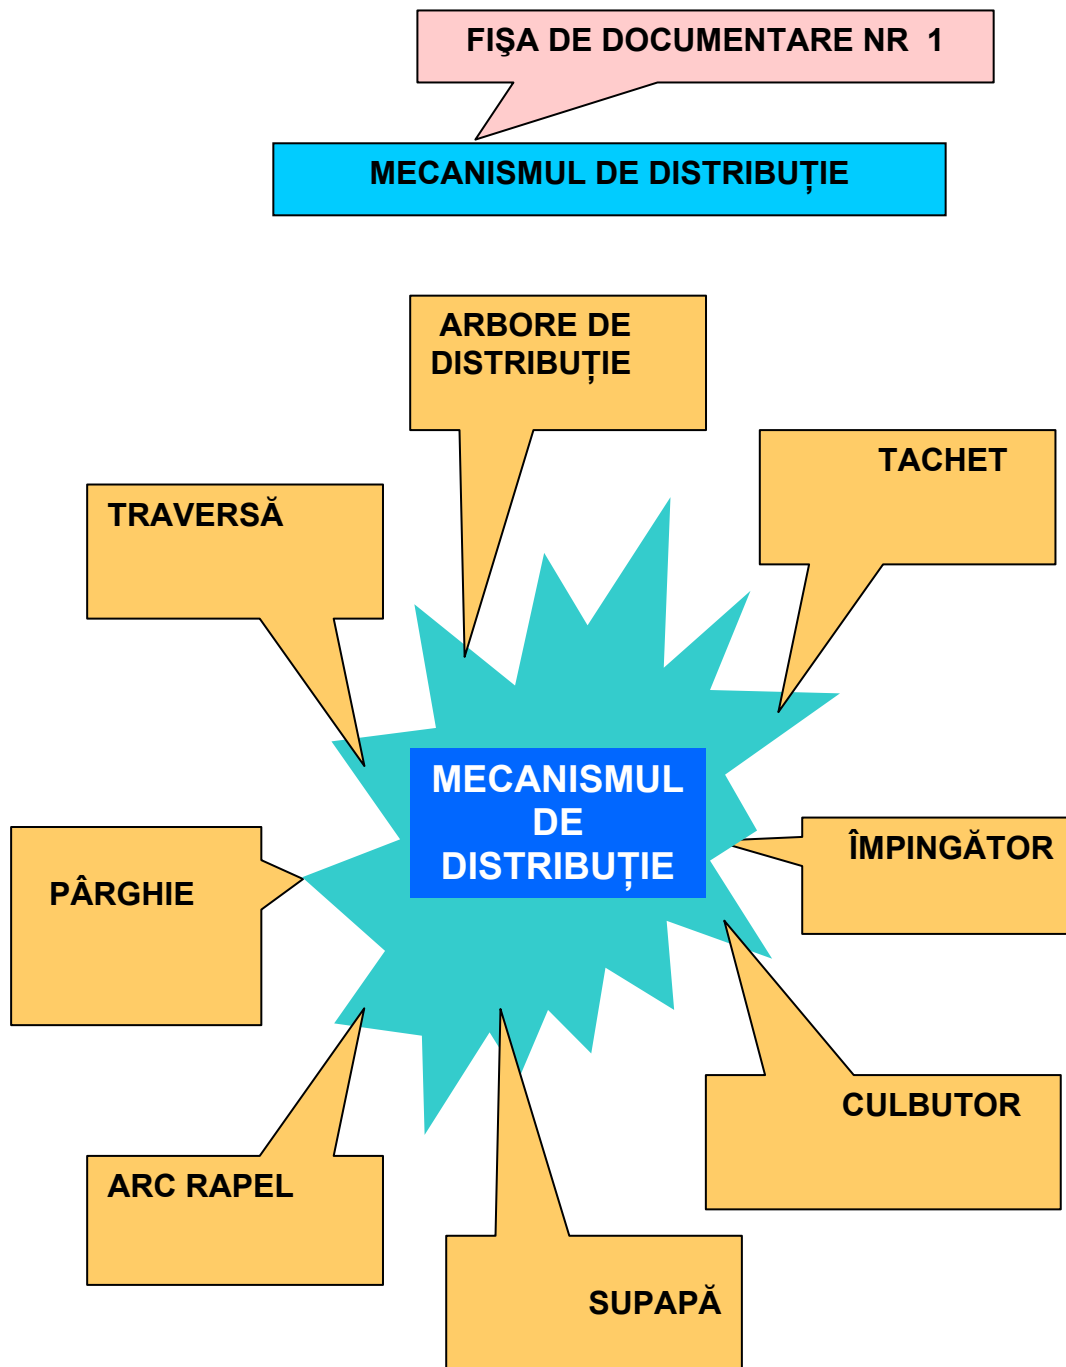 FIŞA DE DOCUMENTARE NR 1
MECANISMUL DE DISTRIBUȚIE
ARBORE DE
DISTRIBUȚIE
TACHET
TRAVERSĂ
MECANISMUL
DE
DISTRIBUȚIE
ÎMPINGĂTOR
PÂRGHIE
CULBUTOR
ARC RAPEL
SUPAPĂ